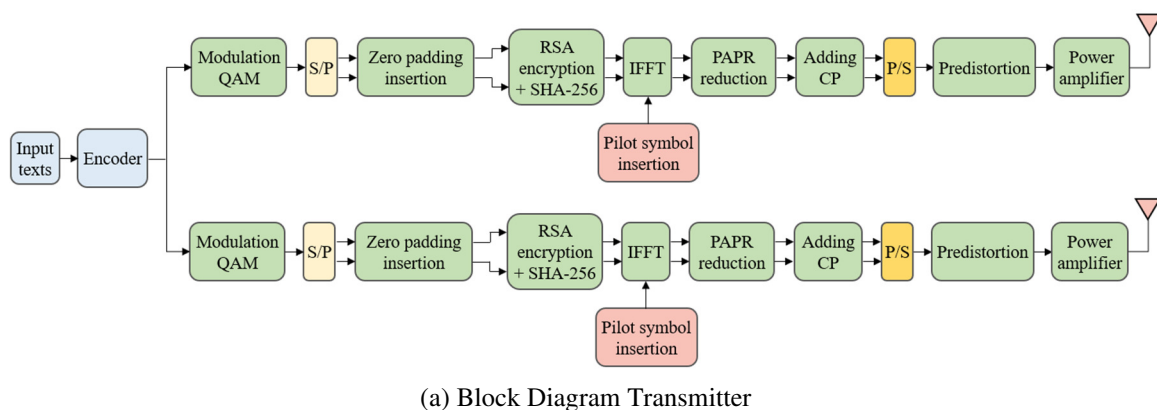 Modulation
QAM
S/P
Zero padding
insertion
RSA
encryption
+ SHA-256
IFFT
PAPR
reduction
Adding
CP
P/S
Predistortion
Power
amplifier
Pilot symbol
insertion
Input
texts
Encoder
Modulation
QAM
S/P
Zero padding
insertion
RSA
encryption
+ SHA-256
IFFT
PAPR
reduction
Adding
CP
P/S
Predistortion
Power
amplifier
Pilot symbol
insertion
(a) Block Diagram Transmitter